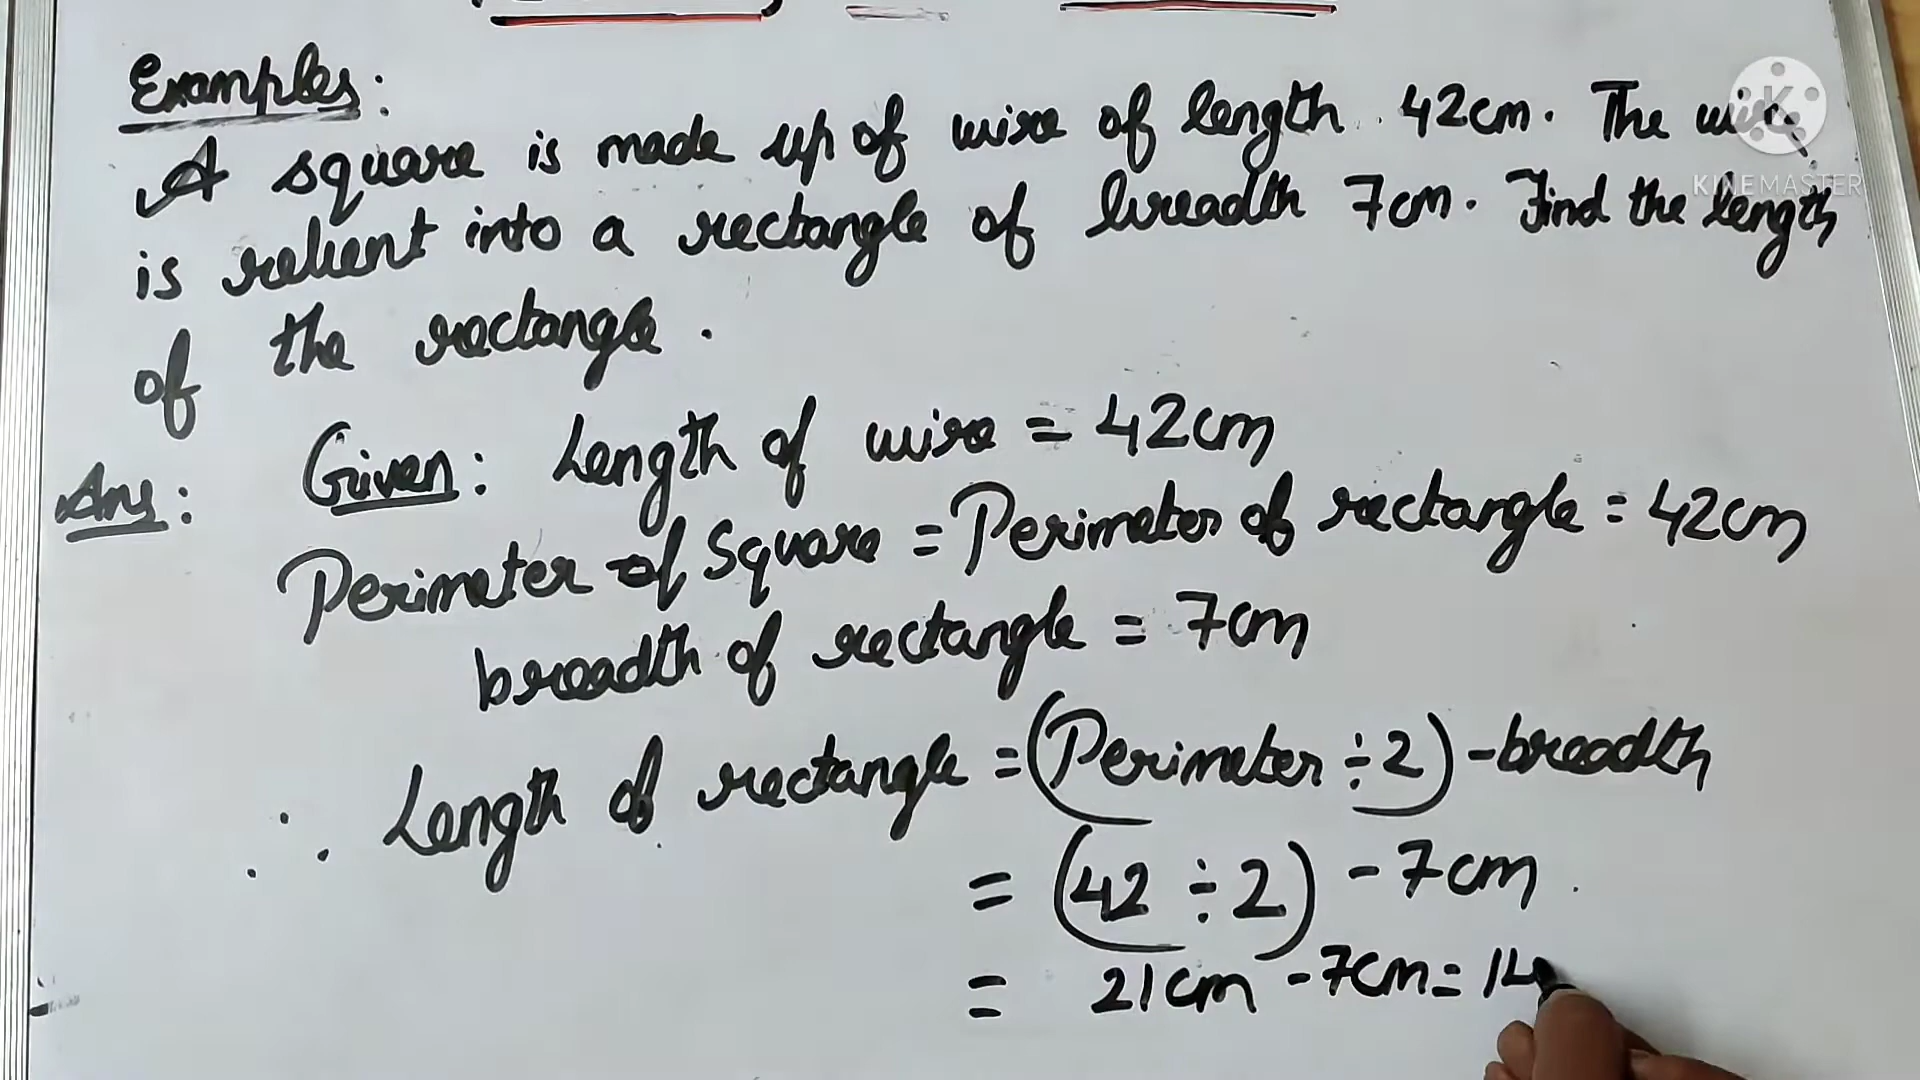 Examples:
A square is made up of wire of length 42cm. The wire
is rebent into a rectangle of breadth 7cm. Find the length
of the rectangle.
Ans: Given: Length of wire = 42cm
Perimeter of Square = Perimeter of rectangle = 42cm
breadth of rectangle = 7cm
∴ Length of rectangle = (Perimeter ÷ 2) - breadth
= (42 ÷ 2) - 7cm
= 21cm - 7cm = 14
KINEMASTER